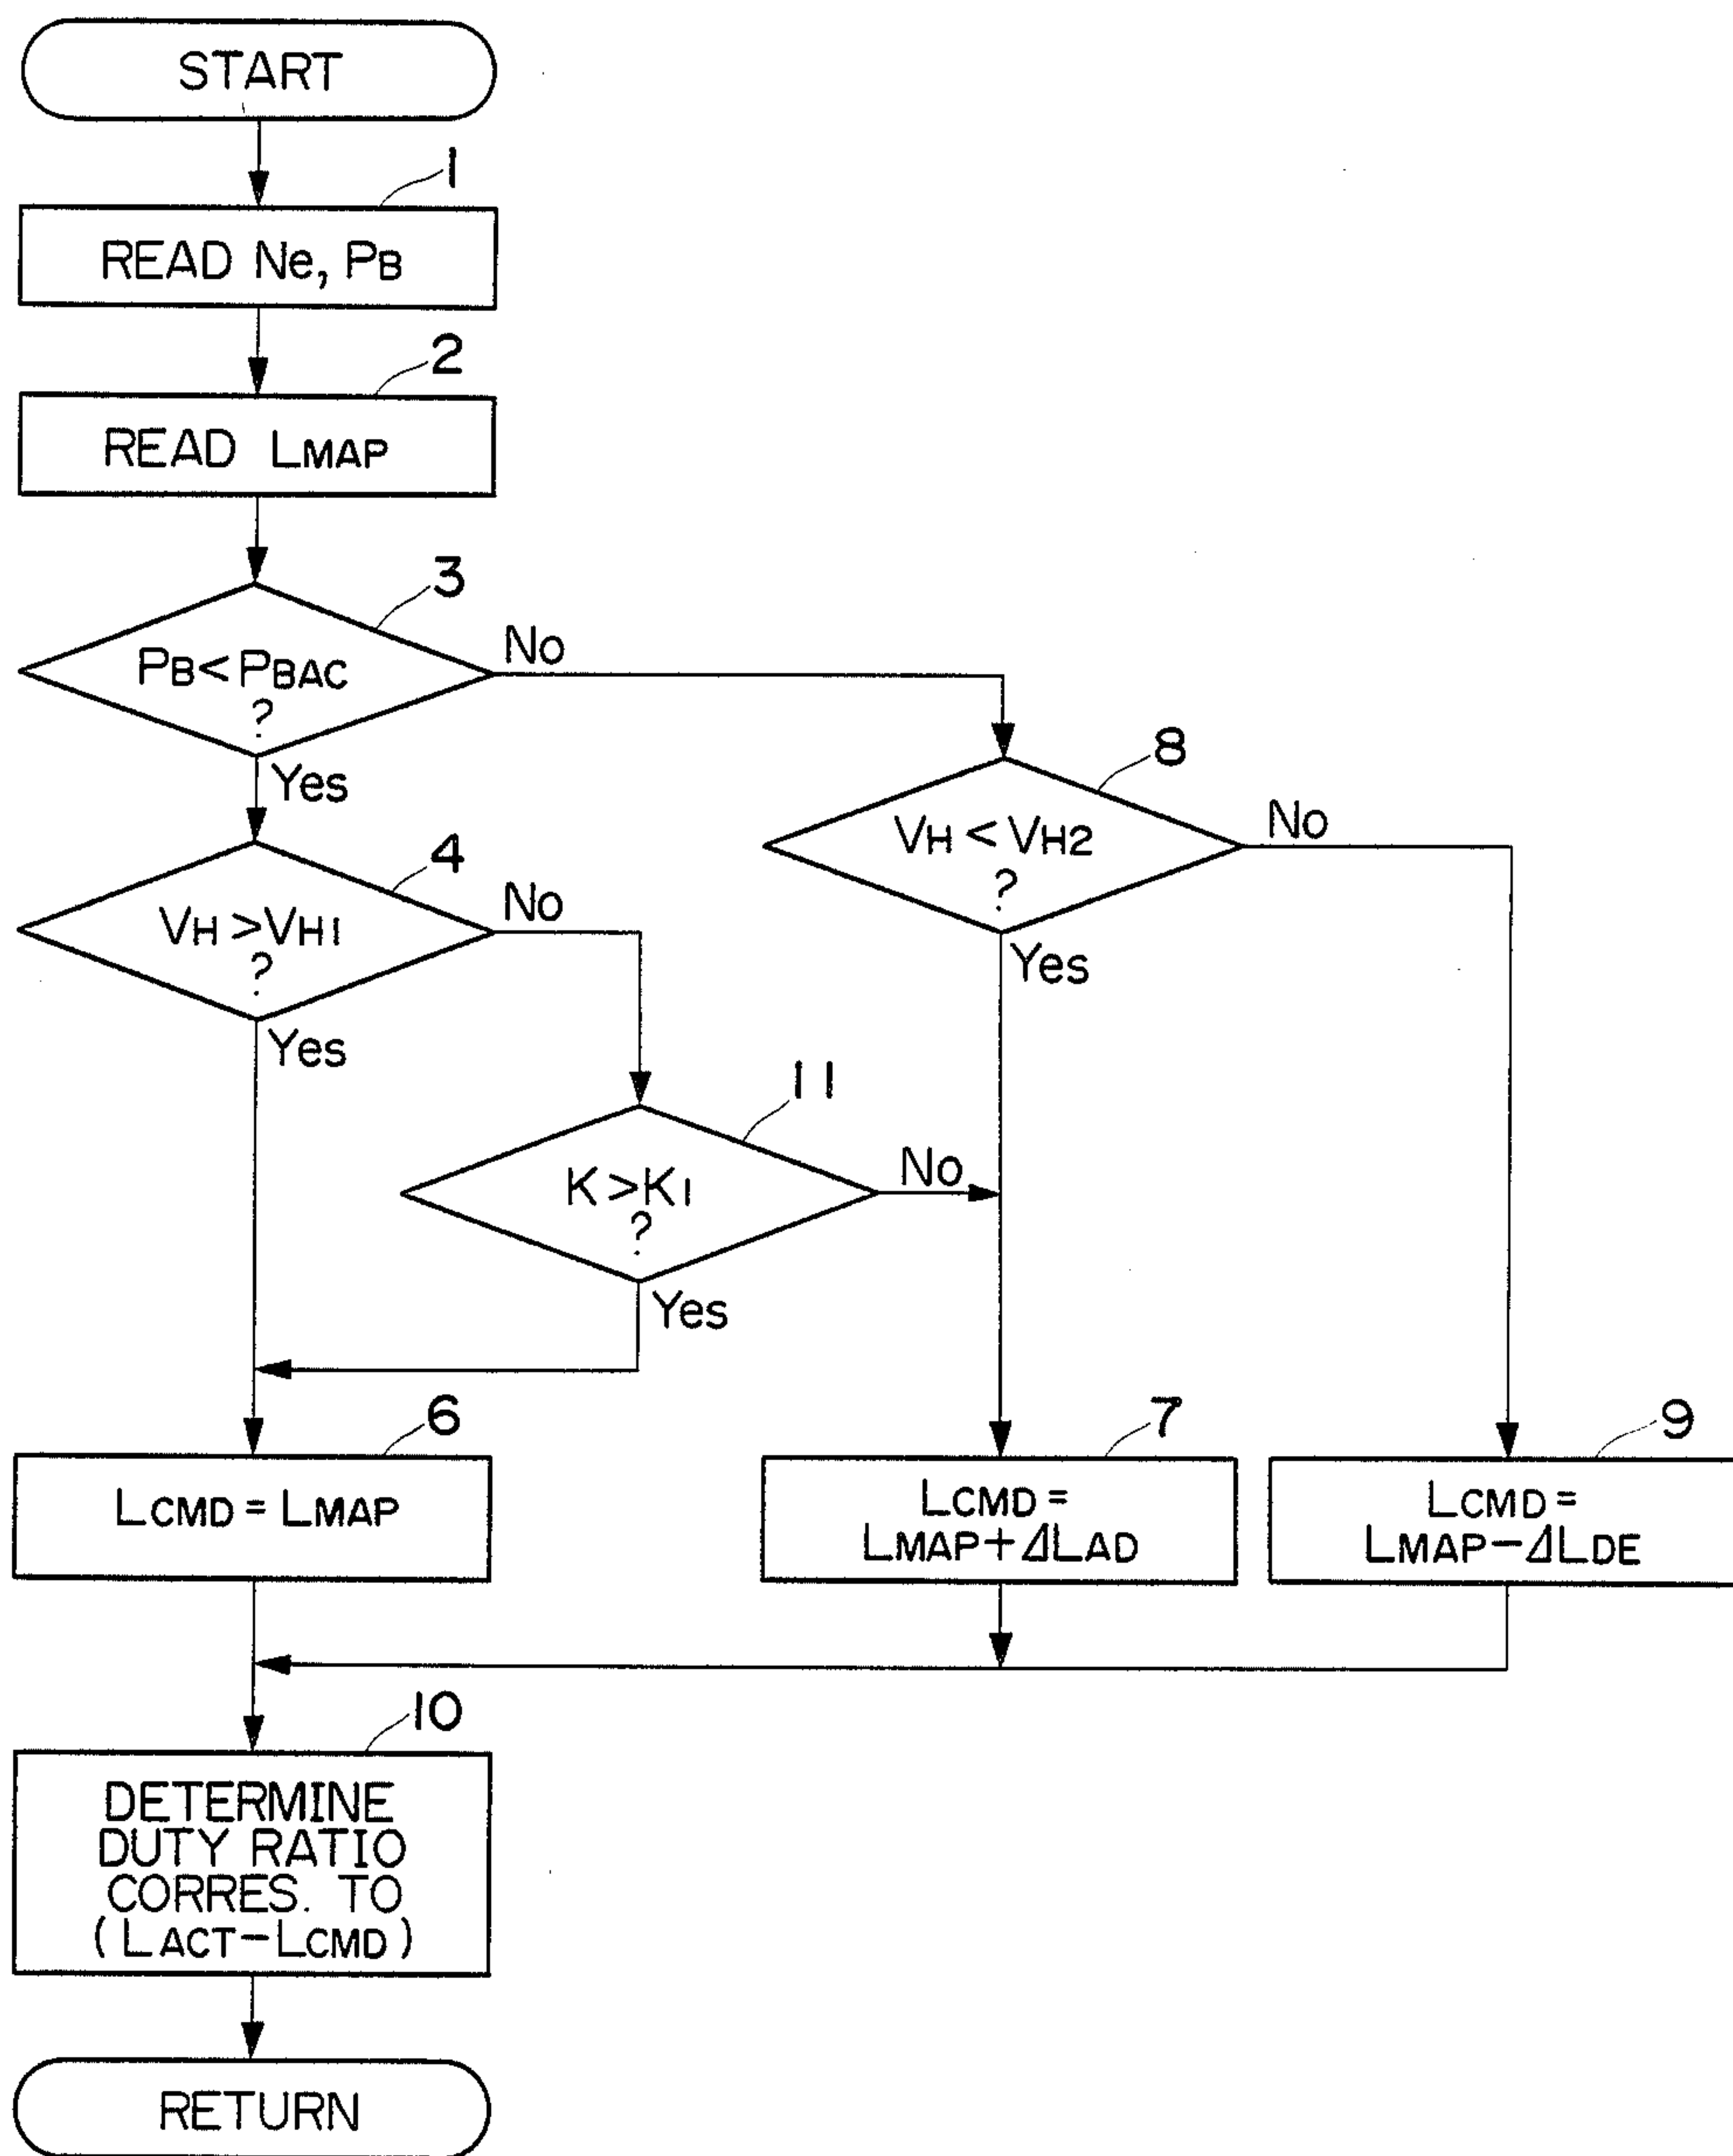 START
1
READ Ne, PB
2
READ LMAP
3
PB<PBAC
?
No
Yes
8
VH<VH2
?
No
Yes
4
VH>VH1
?
No
Yes
11
K>K1
?
No
Yes
6
LCMD=LMAP
7
LCMD=
LMAP+ΔLAD
9
LCMD=
LMAP-ΔLDE
10
DETERMINE
DUTY RATIO
CORRES. TO
(LACT-LCMD)
RETURN